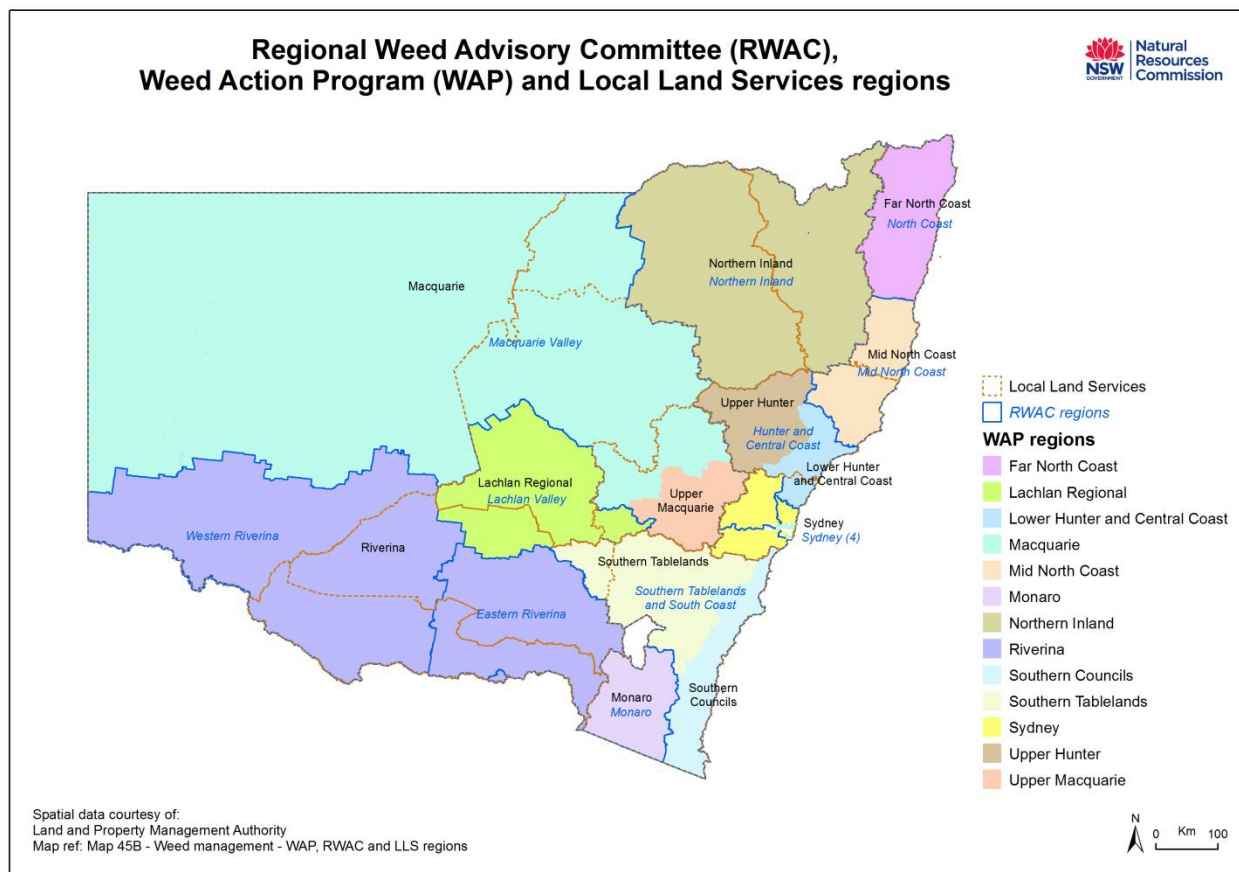 Regional Weed Advisory Committee (RWAC),
Weed Action Program (WAP) and Local Land Services regions
NSW
GOVERNMENT
Natural
Resources
Commission
Far North Coast
North Coast
Northern Inland
Northern Inland
Macquarie
Macquarie Valley
Mid North Coast
Mid North Coast
Upper Hunter
Hunter and
Central Coast
Lower Hunter
and Central Coast
Lachlan Regional
Lachlan Valley
Upper
Macquarie
Sydney
Sydney (4)
Western Riverina
Riverina
Southern Tablelands
Southern Tablelands
and South Coast
Eastern Riverina
Monaro
Monaro
Southern
Councils
Local Land Services
RWAC regions
WAP regions
Far North Coast
Lachlan Regional
Lower Hunter and Central Coast
Macquarie
Mid North Coast
Monaro
Northern Inland
Riverina
Southern Councils
Southern Tablelands
Sydney
Upper Hunter
Upper Macquarie
Spatial data courtesy of:
Land and Property Management Authority
Map ref: Map 45B - Weed management - WAP, RWAC and LLS regions
N
0 Km 100